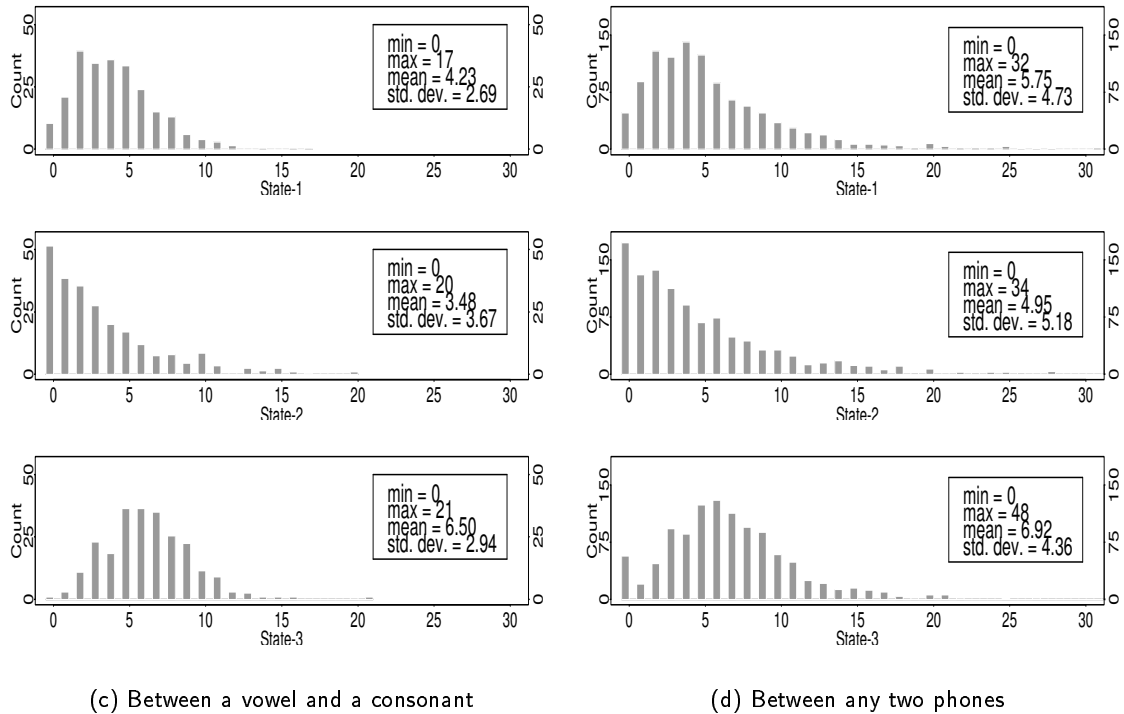 50
25
0
Count
min = 0
max = 17
mean = 4.23
std. dev. = 2.69
50
25
0
0 5 10 15 20 25 30
State-1
50
25
0
Count
min = 0
max = 20
mean = 3.48
std. dev. = 3.67
50
25
0
0 5 10 15 20 25 30
State-2
50
25
0
Count
min = 0
max = 21
mean = 6.50
std. dev. = 2.94
50
25
0
0 5 10 15 20 25 30
State-3
(c) Between a vowel and a consonant
150
75
0
Count
min = 0
max = 32
mean = 5.75
std. dev. = 4.73
150
75
0
0 5 10 15 20 25 30
State-1
150
75
0
Count
min = 0
max = 34
mean = 4.95
std. dev. = 5.18
150
75
0
0 5 10 15 20 25 30
State-2
150
75
0
Count
min = 0
max = 48
mean = 6.92
std. dev. = 4.36
150
75
0
0 5 10 15 20 25 30
State-3
(d) Between any two phones